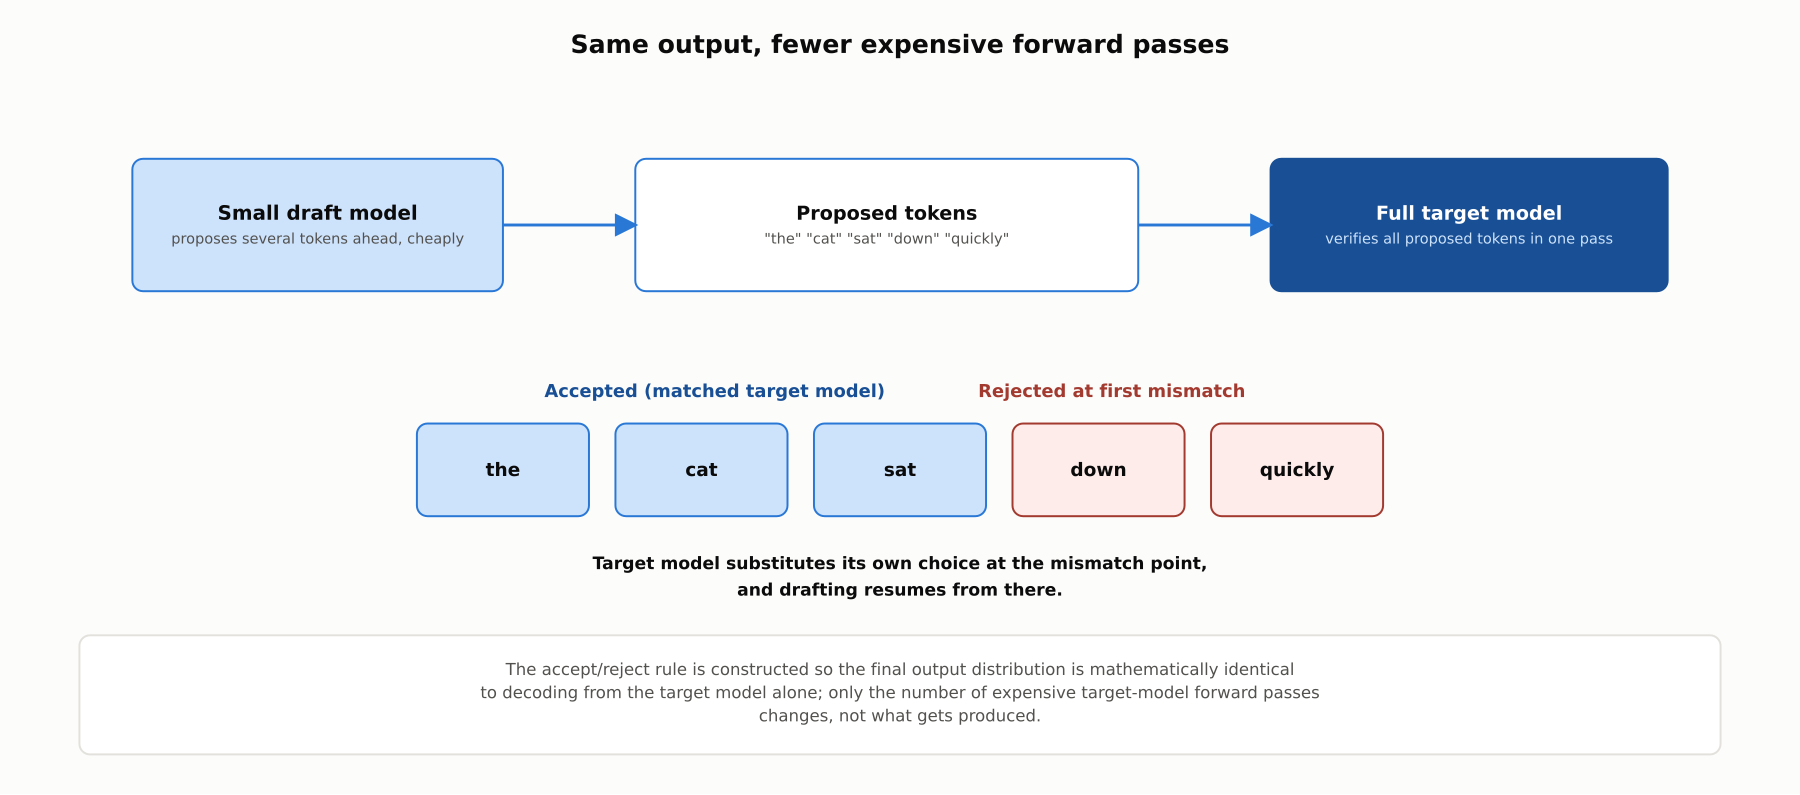 Same output, fewer expensive forward passes
Small draft model
proposes several tokens ahead, cheaply
Proposed tokens
"the" "cat" "sat" "down" "quickly"
Full target model
verifies all proposed tokens in one pass
Accepted (matched target model)
Rejected at first mismatch
the
cat
sat
down
quickly
Target model substitutes its own choice at the mismatch point,
and drafting resumes from there.
The accept/reject rule is constructed so the final output distribution is mathematically identical
to decoding from the target model alone; only the number of expensive target-model forward passes
changes, not what gets produced.